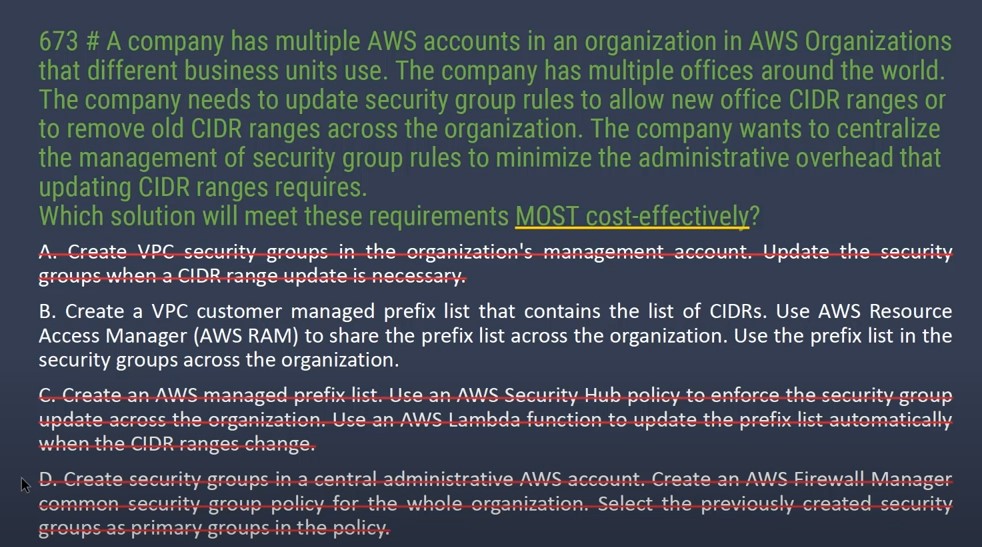 673 # A company has multiple AWS accounts in an organization in AWS Organizations
that different business units use. The company has multiple offices around the world.
The company needs to update security group rules to allow new office CIDR ranges or
to remove old CIDR ranges across the organization. The company wants to centralize
the management of security group rules to minimize the administrative overhead that
updating CIDR ranges requires.
Which solution will meet these requirements MOST cost-effectively?
A. Create VPC security groups in the organization's management account. Update the security
groups when a CIDR range update is necessary.
B. Create a VPC customer managed prefix list that contains the list of CIDRs. Use AWS Resource
Access Manager (AWS RAM) to share the prefix list across the organization. Use the prefix list in the
security groups across the organization.
C. Create an AWS managed prefix list. Use an AWS Security Hub policy to enforce the security group
update across the organization. Use an AWS Lambda function to update the prefix list automatically
when the CIDR ranges change.
D. Create security groups in a central administrative AWS account. Create an AWS Firewall Manager
common security group policy for the whole organization. Select the previously created security
groups as primary groups in the policy.